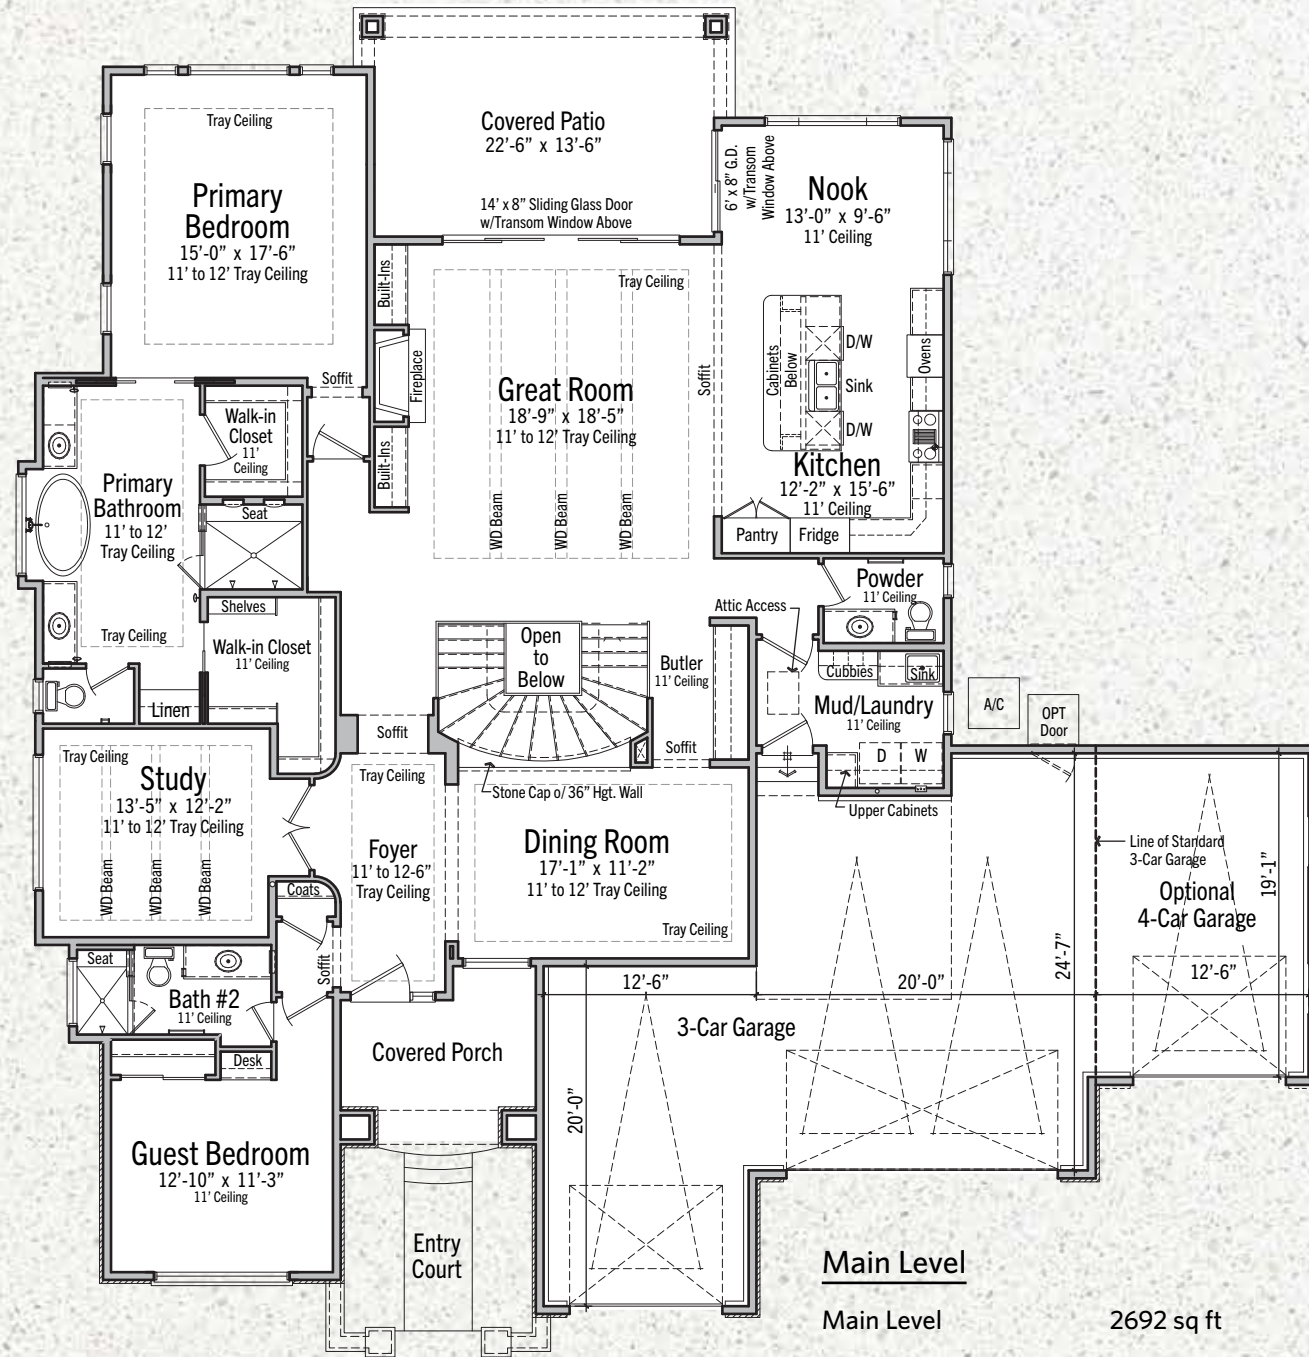 Covered Patio
22'-6" x 13'-6"
14' x 8" Sliding Glass Door
w/Transom Window Above
Tray Ceiling
Primary
Bedroom
15'-0" x 17'-6"
11' to 12' Tray Ceiling
6' x 8" G.D.
w/Transom
Window Above
Nook
13'-0" x 9'-6"
11' Ceiling
Built-Ins
Tray Ceiling
Fireplace
Soffit
Great Room
18'-9" x 18'-5"
11' to 12' Tray Ceiling
Built-Ins
WD Beam
WD Beam
WD Beam
Soffit
Cabinets
Below
D/W
Sink
D/W
Ovens
Kitchen
12'-2" x 15'-6"
11' Ceiling
Pantry
Fridge
Walk-in
Closet
11'
Ceiling
Primary
Bathroom
11' to 12'
Tray Ceiling
Seat
Tray Ceiling
Shelves
Walk-in Closet
11' Ceiling
Linen
Powder
11' Ceiling
Attic Access
Open
to
Below
Butler
11' Ceiling
Cubbies
Sink
Mud/Laundry
11' Ceiling
D
W
Upper Cabinets
A/C
OPT
Door
Soffit
Soffit
Stone Cap o/ 36" Hgt. Wall
Tray Ceiling
Study
13'-5" x 12'-2"
11' to 12' Tray Ceiling
WD Beam
WD Beam
WD Beam
Tray Ceiling
Foyer
11' to 12-6"
Tray Ceiling
Coats
Soffit
Dining Room
17'-1" x 11'-2"
11' to 12' Tray Ceiling
Tray Ceiling
Line of Standard
3-Car Garage
Optional
4-Car Garage
19'-1"
12'-6"
24'-7"
20'-0"
12'-6"
3-Car Garage
20'-0"
Seat
Bath #2
11' Ceiling
Desk
Covered Porch
Guest Bedroom
12'-10" x 11'-3"
11' Ceiling
Entry
Court
Main Level
Main Level 2692 sq ft